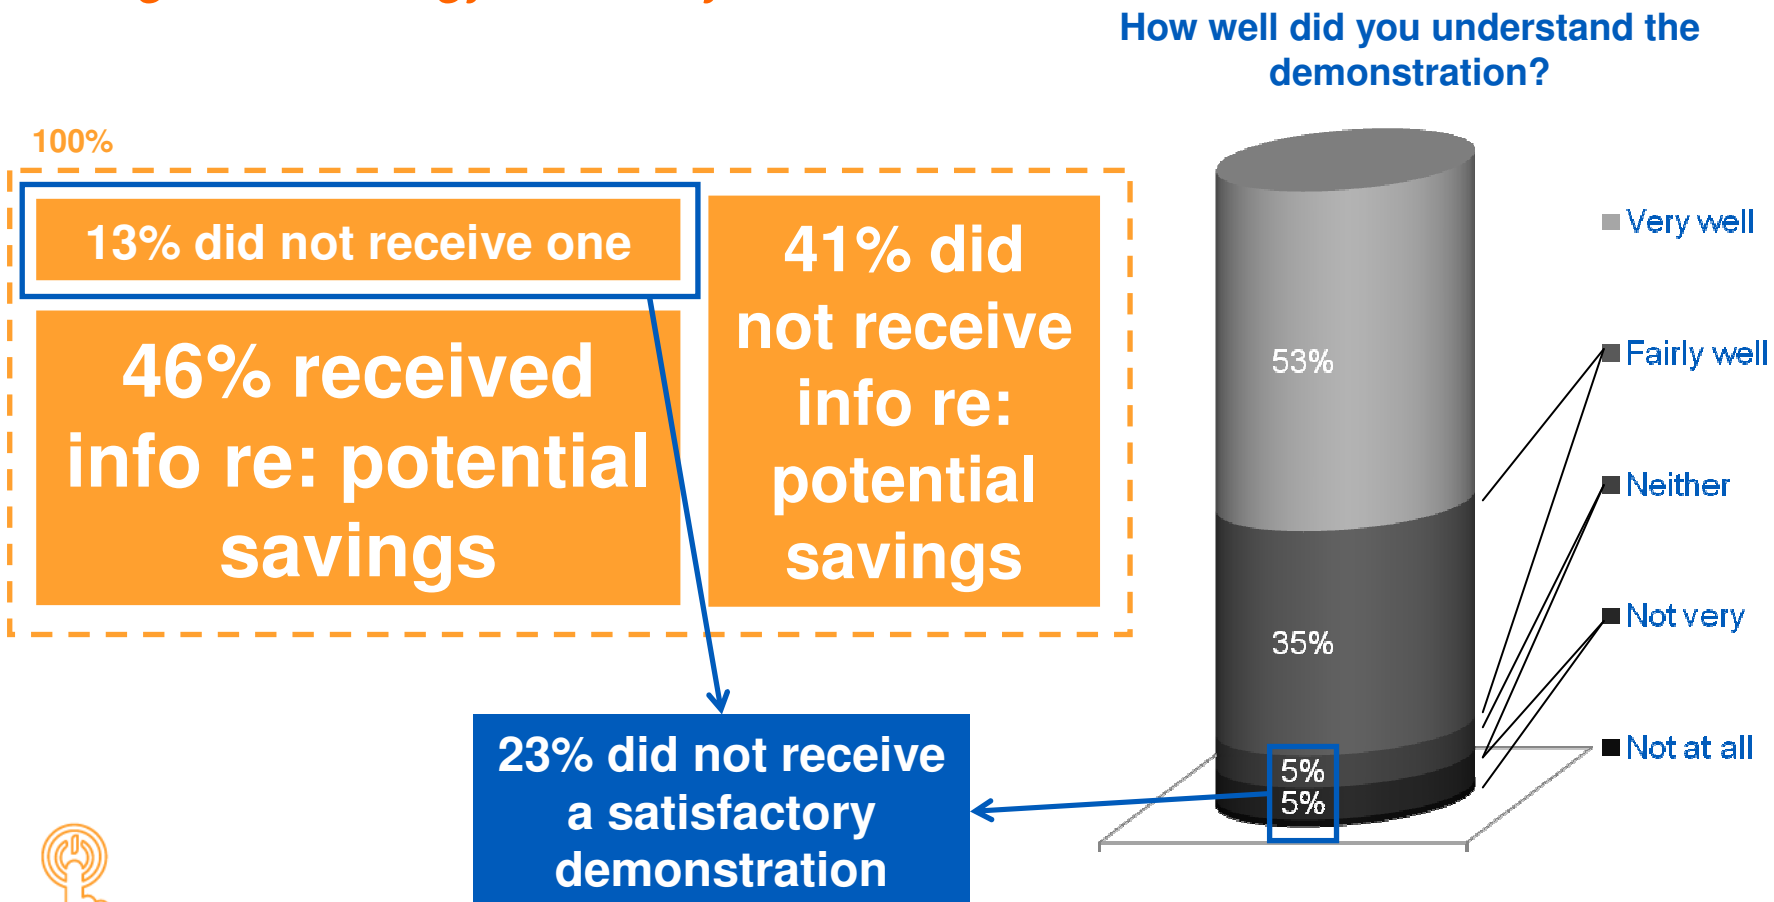 How well did you understand the
demonstration?
100%
13% did not receive one
46% received
info re: potential
savings
41% did
not receive
info re:
potential
savings
53%
35%
5%
5%
Very well
Fairly well
Neither
Not very
Not at all
23% did not receive
a satisfactory
demonstration